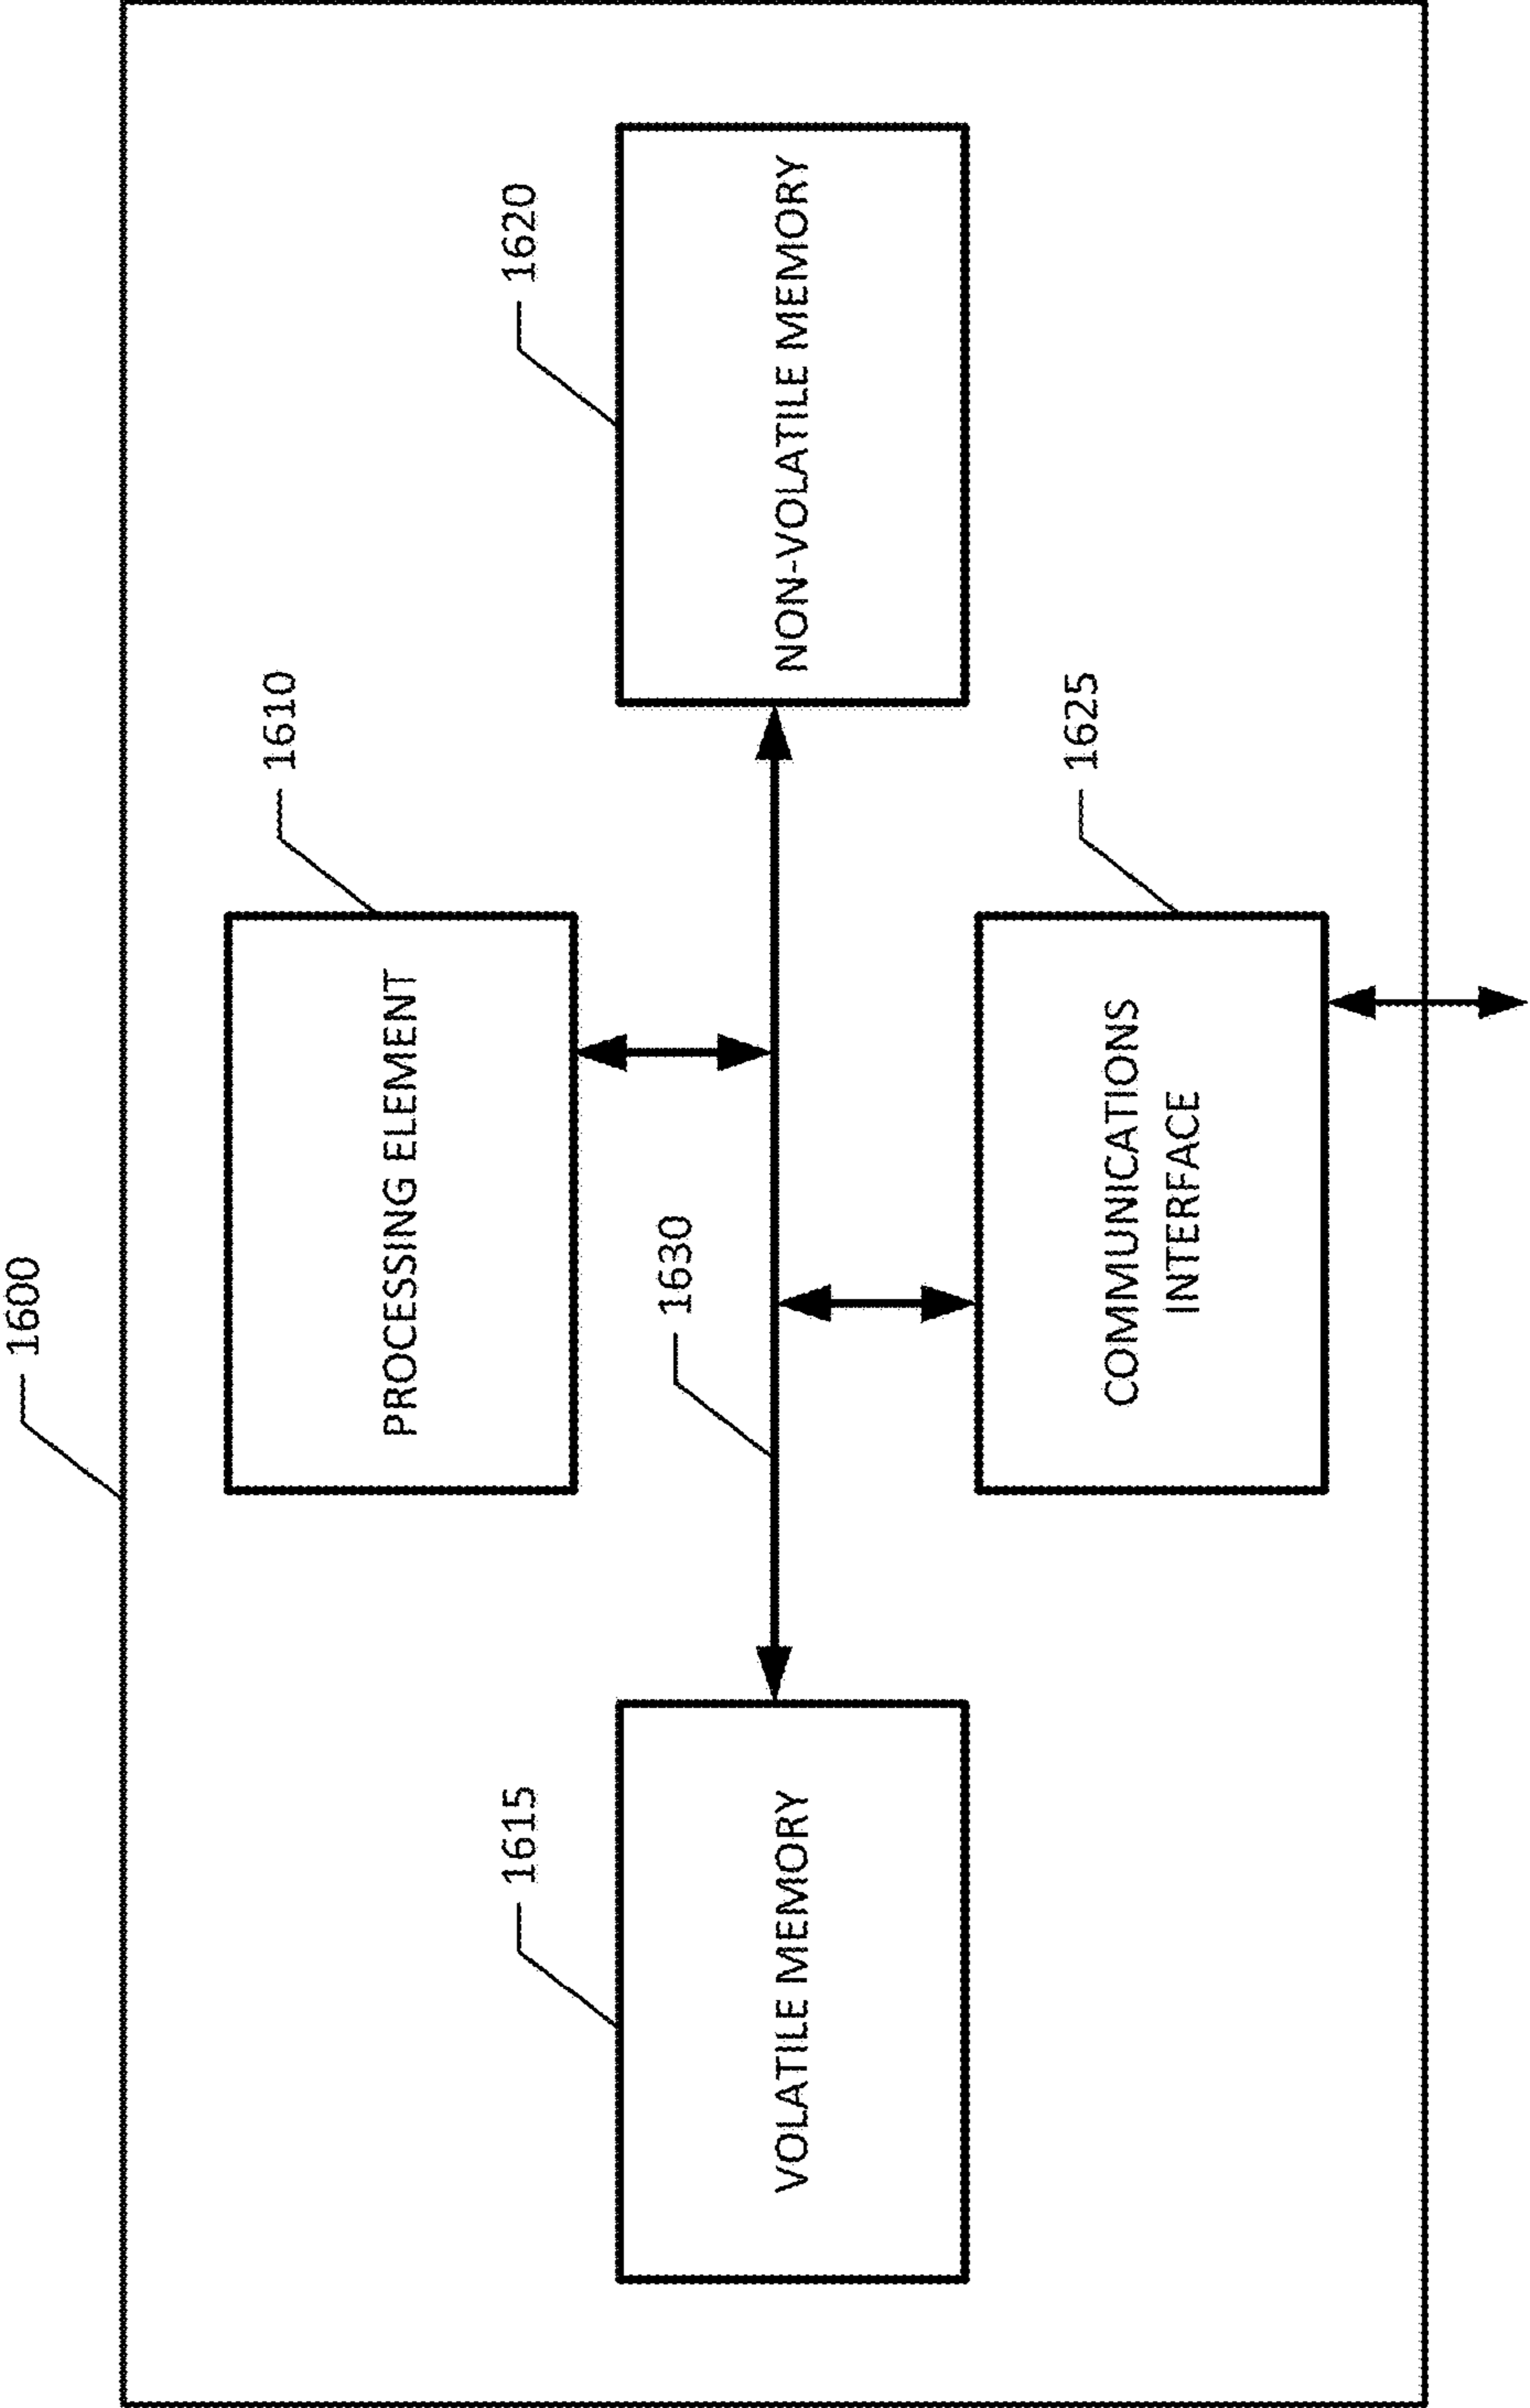 1600
1610
PROCESSING ELEMENT
1615
VOLATILE MEMORY
1630
1620
NON-VOLATILE MEMORY
1625
COMMUNICATIONS
INTERFACE